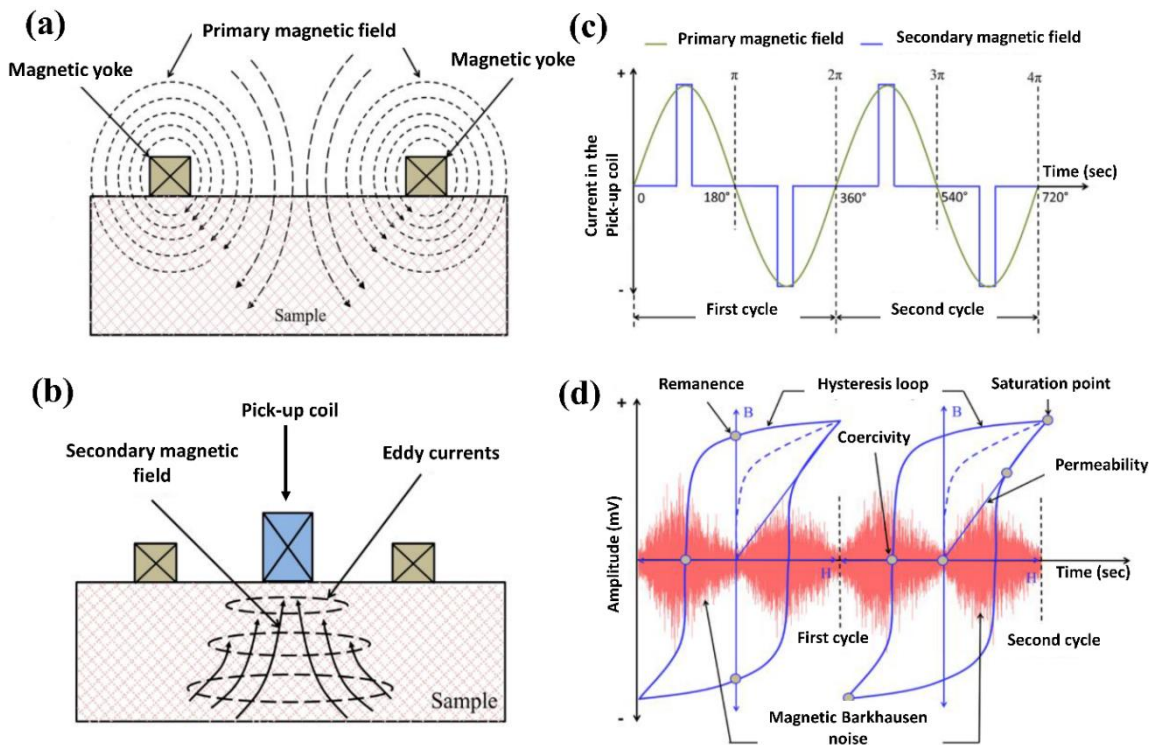 (a)
Primary magnetic field
Magnetic yoke
Magnetic yoke
Sample
(b)
Pick-up coil
Secondary magnetic
field
Eddy currents
Sample
(c)
Primary magnetic field
Secondary magnetic field
+
π
2π
3π
4π
Current in the
Pick-up coil
Time (sec)
0
180°
360°
540°
720°
-
First cycle
Second cycle
(d)
Remanence
Hysteresis loop
Saturation point
+
B
B
Coercivity
Permeability
Amplitude (mV)
Time (sec)
H
H
First cycle
Second cycle
-
Magnetic Barkhausen
noise